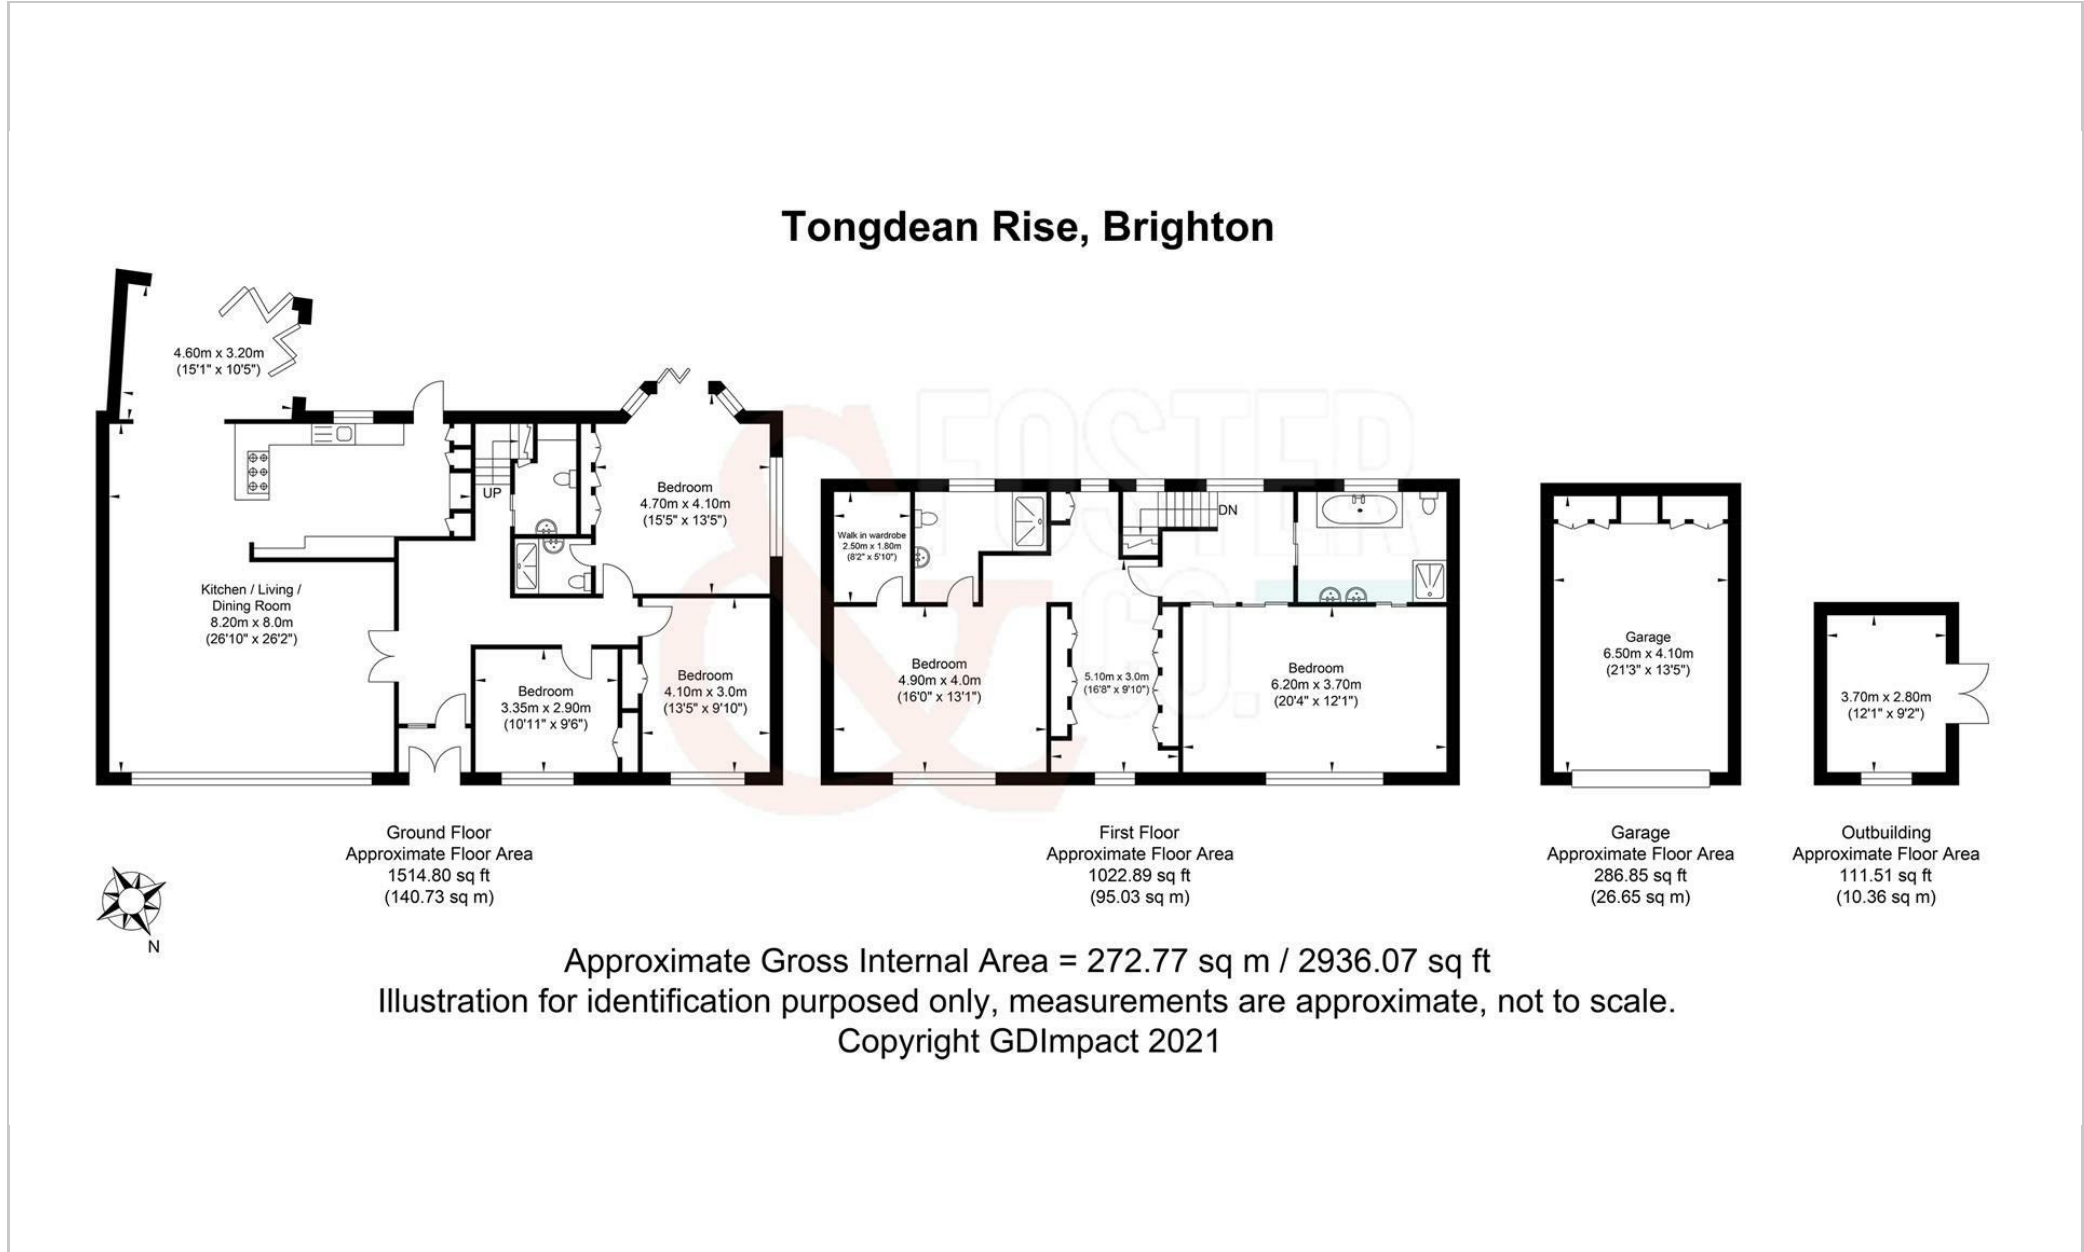 Tongdean Rise, Brighton
FOSTER
& CO.
4.60m x 3.20m
(15'1" x 10'5")
UP
Bedroom
4.70m x 4.10m
(15'5" x 13'5")
Kitchen / Living /
Dining Room
8.20m x 8.0m
(26'10" x 26'2")
Bedroom
3.35m x 2.90m
(10'11" x 9'6")
Bedroom
4.10m x 3.0m
(13'5" x 9'10")
Walk in wardrobe
2.50m x 1.80m
(8'2" x 5'10")
DN
Bedroom
4.90m x 4.0m
(16'0" x 13'1")
5.10m x 3.0m
(16'8" x 9'10")
Bedroom
6.20m x 3.70m
(20'4" x 12'1")
Garage
6.50m x 4.10m
(21'3" x 13'5")
3.70m x 2.80m
(12'1" x 9'2")
Ground Floor
Approximate Floor Area
1514.80 sq ft
(140.73 sq m)
First Floor
Approximate Floor Area
1022.89 sq ft
(95.03 sq m)
Garage
Approximate Floor Area
286.85 sq ft
(26.65 sq m)
Outbuilding
Approximate Floor Area
111.51 sq ft
(10.36 sq m)
N
Approximate Gross Internal Area = 272.77 sq m / 2936.07 sq ft
Illustration for identification purposed only, measurements are approximate, not to scale.
Copyright GDImpact 2021